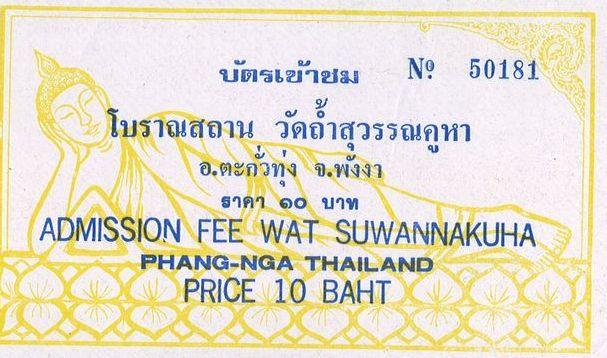 บัตรเข้าชม Nº 50181
โบราณสถาน วัดถ้ำสุวรรณคูหา
อ.ตะกั่วทุ่ง จ.พังงา
ราคา ๑๐ บาท
ADMISSION FEE WAT SUWANNAKUHA
PHANG-NGA THAILAND
PRICE 10 BAHT